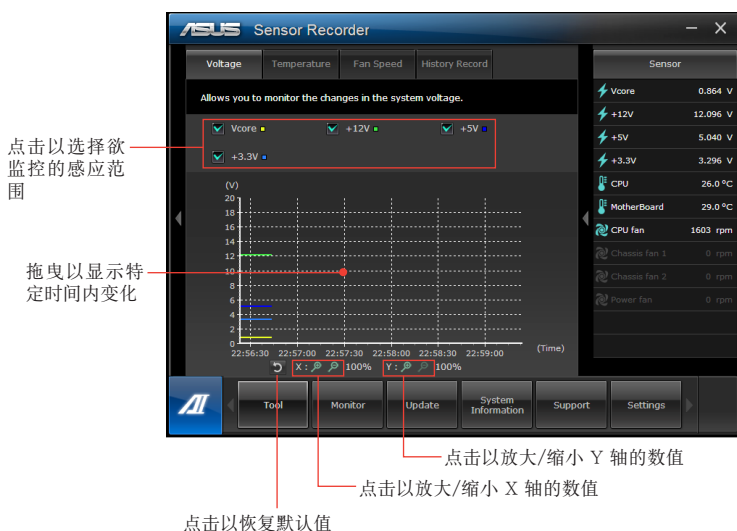 ASUS Sensor Recorder
Voltage Temperature Fan Speed History Record
Allows you to monitor the changes in the system voltage.
Vcore +12V +5V
+3.3V
(V)
20
18
16
14
12
10
8
6
4
2
0
22:56:30 22:57:00 22:57:30 22:58:00 22:58:30 22:59:00
(Time)
X : 100% Y : 100%
Sensor
Vcore 0.864 V
+12V 12.096 V
+5V 5.040 V
+3.3V 3.296 V
CPU 26.0 ºC
MotherBoard 29.0 ºC
CPU fan 1603 rpm
Chassis fan 1 0 rpm
Chassis fan 2 0 rpm
Power fan 0 rpm
AI
Tool Monitor Update System Information Support Settings
点击以选择欲
监控的感应范
围
拖曳以显示特
定时间内变化
点击以放大/缩小 Y 轴的数值
点击以放大/缩小 X 轴的数值
点击以恢复默认值